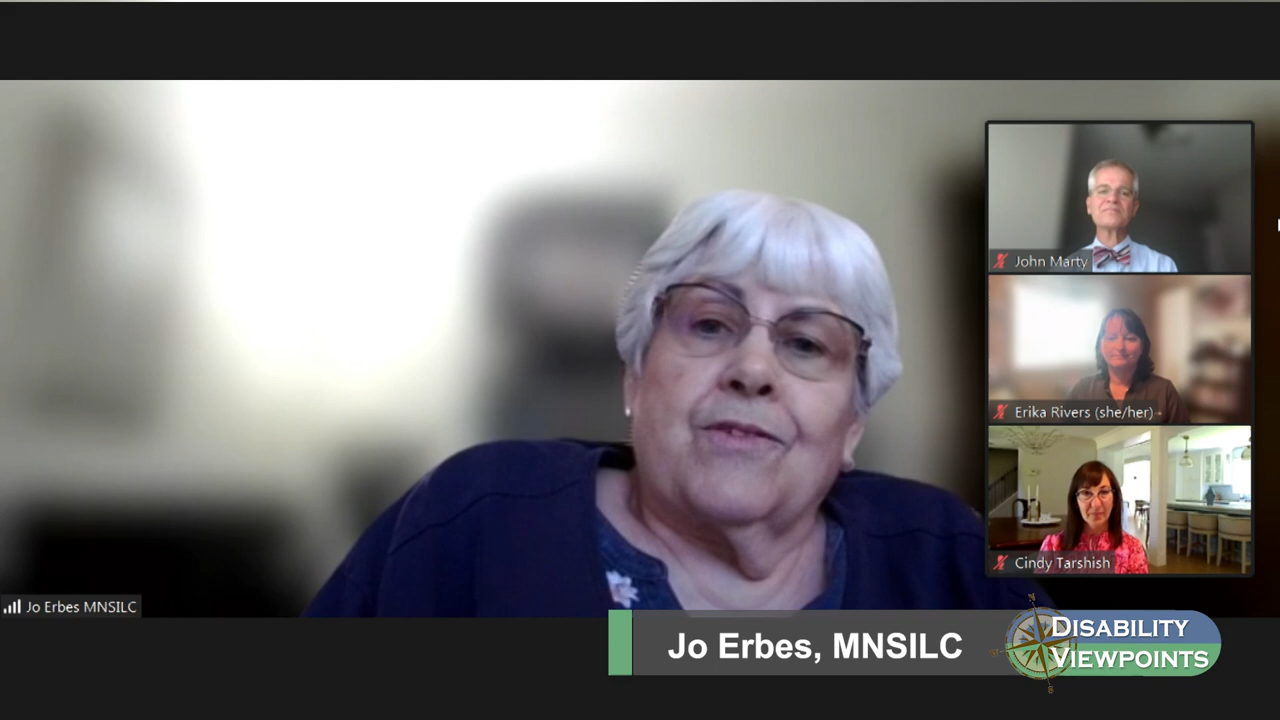 John Marty
Erika Rivers (she/her)
Cindy Tarshish
Jo Erbes MNSILC
Jo Erbes, MNSILC
N
DISABILITY
VIEWPOINTS